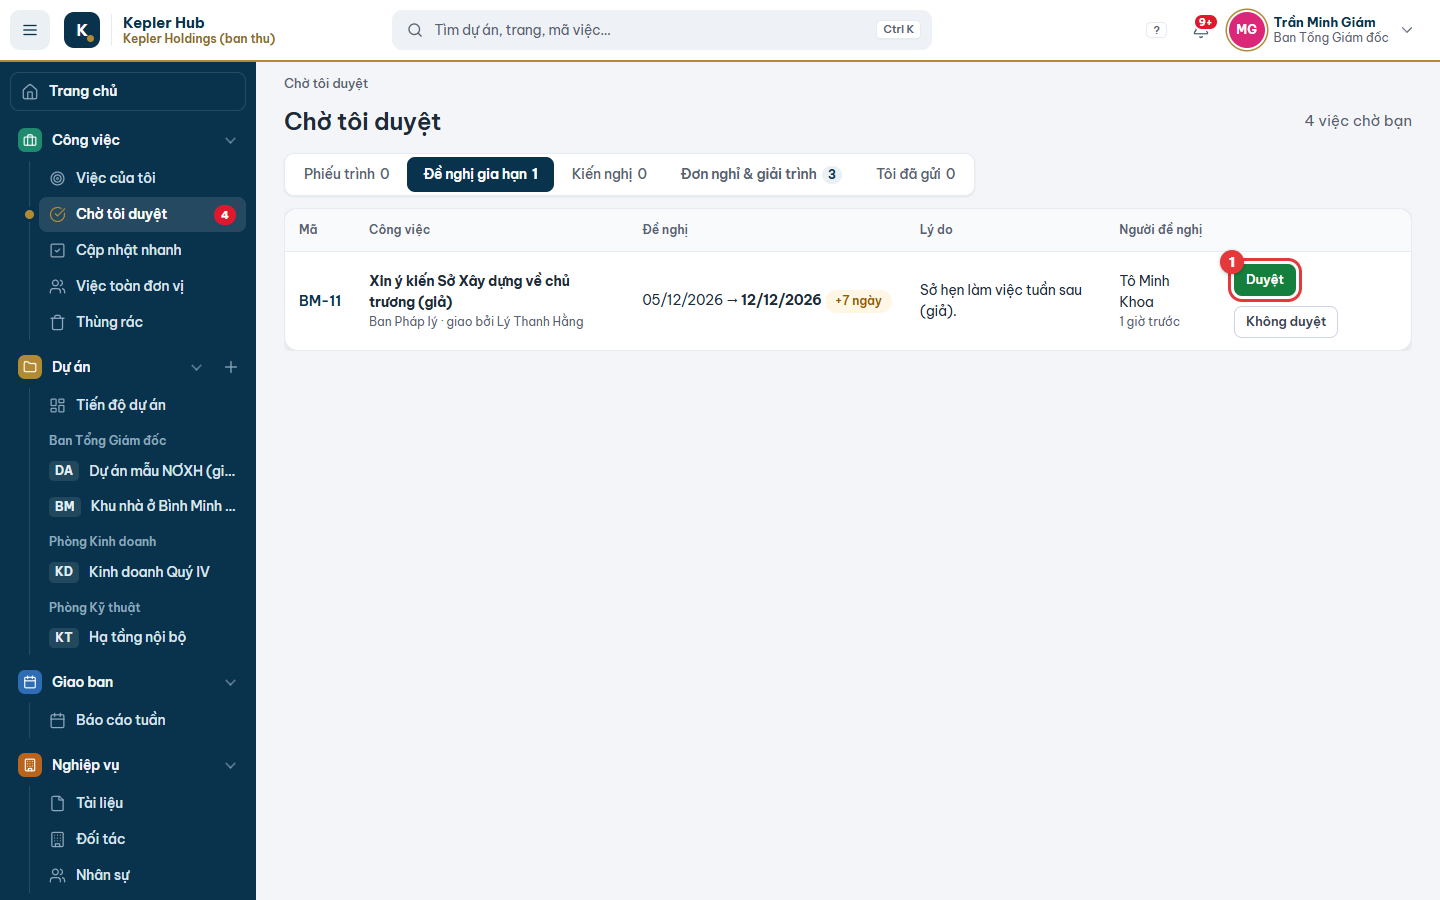 Kepler Hub
Kepler Holdings (ban thu)
Tìm dự án, trang, mã việc...
Ctrl K
?
9+
MG
Trần Minh Giám
Ban Tổng Giám đốc
K
Trang chủ
Công việc
Việc của tôi
Chờ tôi duyệt
4
Cập nhật nhanh
Việc toàn đơn vị
Thùng rác
Dự án
Tiến độ dự án
Ban Tổng Giám đốc
DA Dự án mẫu NƠXH (gi...
BM Khu nhà ở Bình Minh ...
Phòng Kinh doanh
KD Kinh doanh Quý IV
Phòng Kỹ thuật
KT Hạ tầng nội bộ
Giao ban
Báo cáo tuần
Nghiệp vụ
Tài liệu
Đối tác
Nhân sự
Chờ tôi duyệt
Chờ tôi duyệt
4 việc chờ bạn
Phiếu trình 0
Đề nghị gia hạn 1
Kiến nghị 0
Đơn nghỉ & giải trình 3
Tôi đã gửi 0
Mã
Công việc
Đề nghị
Lý do
Người đề nghị
BM-11
Xin ý kiến Sở Xây dựng về chủ
trương (giả)
Ban Pháp lý · giao bởi Lý Thanh Hằng
05/12/2026 → 12/12/2026 +7 ngày
Sở hẹn làm việc tuần sau
(giả).
Tô Minh
Khoa
1 giờ trước
1
Duyệt
Không duyệt